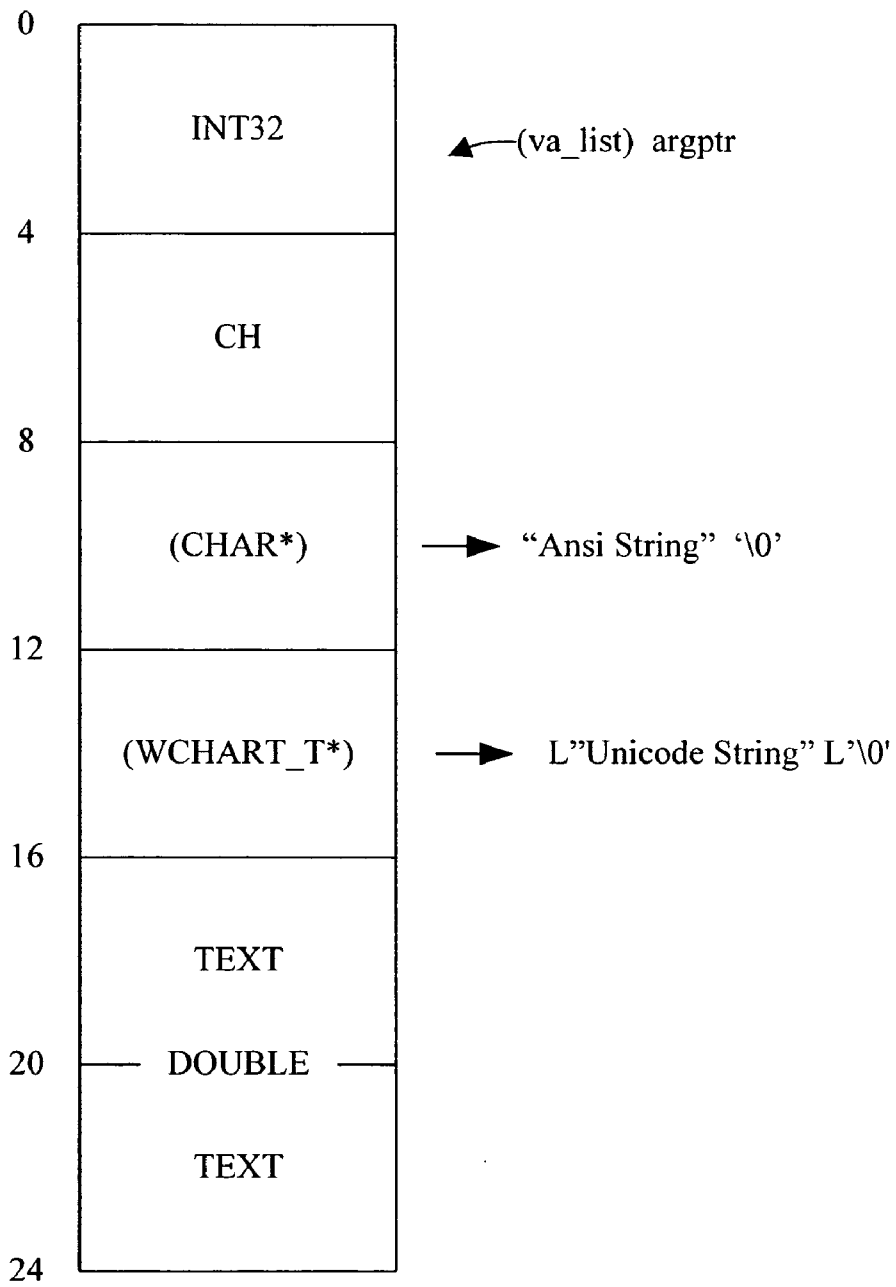 0
INT32
(va_list) argptr
4
CH
8
(CHAR*)
“Ansi String” ‘\0’
12
(WCHART_T*)
L”Unicode String” L’\0'
16
TEXT
20
DOUBLE
TEXT
24